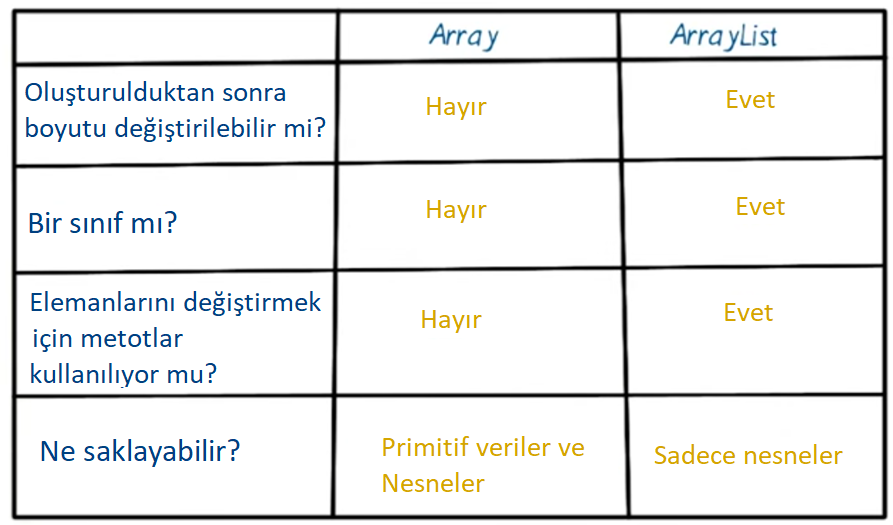 Array
ArrayList
Oluşturulduktan sonra
boyutu değiştirilebilir mi?
Hayır
Evet
Bir sınıf mı?
Hayır
Evet
Elemanlarını değiştirmek
için metotlar
kullanılıyor mu?
Hayır
Evet
Ne saklayabilir?
Primitif veriler ve
Nesneler
Sadece nesneler